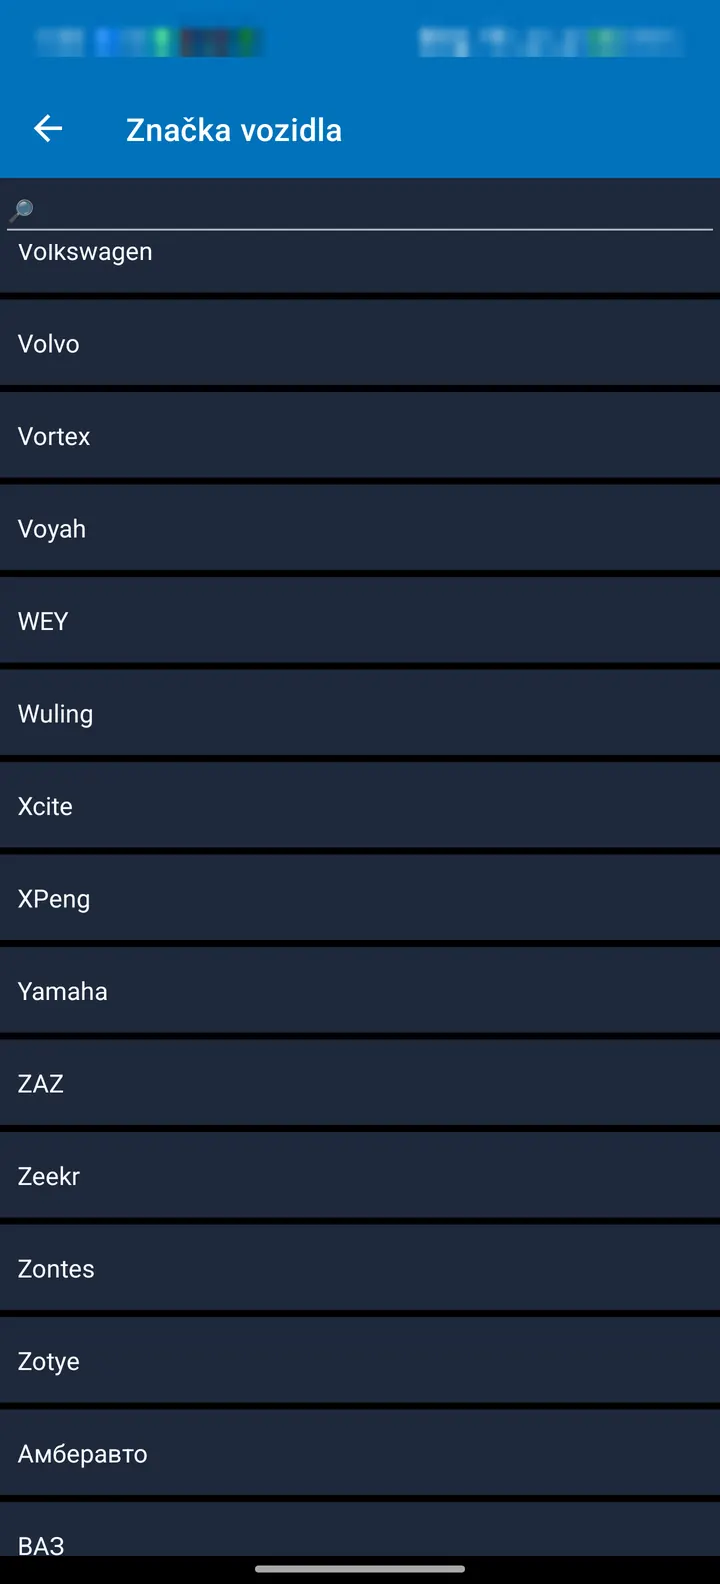 Značka vozidla
Volkswagen
Volvo
Vortex
Voyah
WEY
Wuling
Xcite
XPeng
Yamaha
ZAZ
Zeekr
Zontes
Zotye
Амберавто
ВАЗ